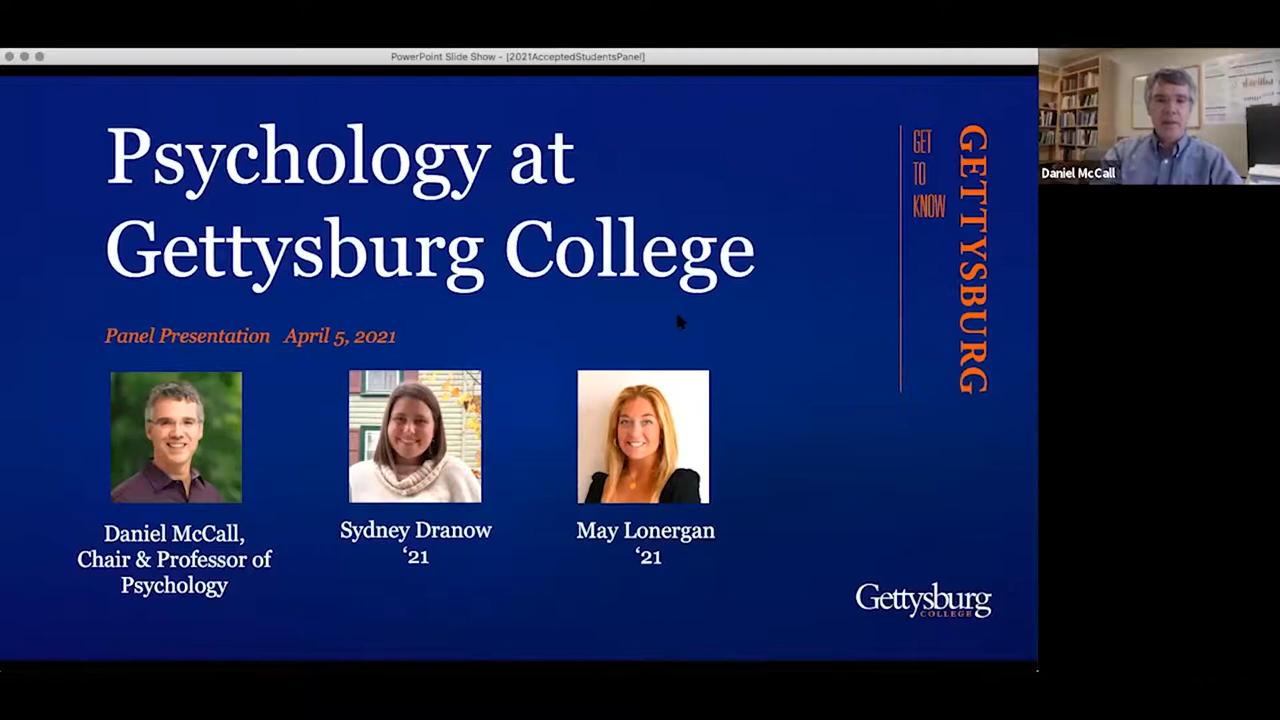 PowerPoint Slide Show - [2021AcceptedStudentsPanel]
Psychology at
Gettysburg College
Panel Presentation April 5, 2021
Daniel McCall,
Chair & Professor of
Psychology
Sydney Dranow
‘21
May Lonergan
‘21
GET
TO
KNOW
GETTYSBURG
Gettysburg
COLLEGE
Daniel McCall